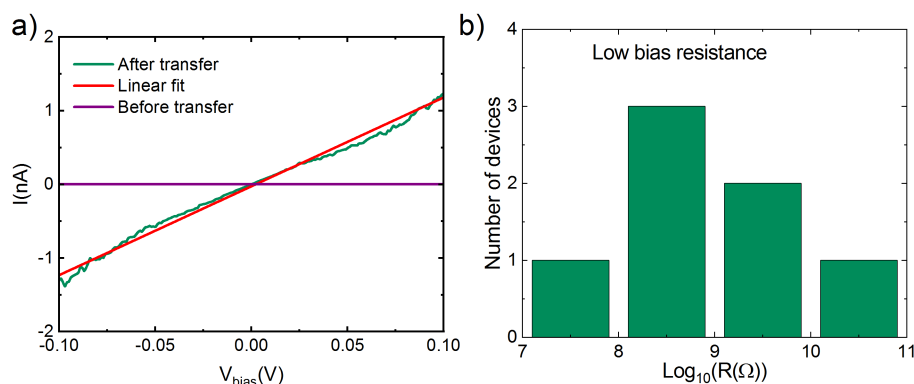 a)
2
1
0
-1
-2
I(nA)
After transfer
Linear fit
Before transfer
-0.10
-0.05
0.00
0.05
0.10
V_bias(V)
b)
Low bias resistance
4
3
2
1
0
Number of devices
7
8
9
10
11
Log10(R(Ω))